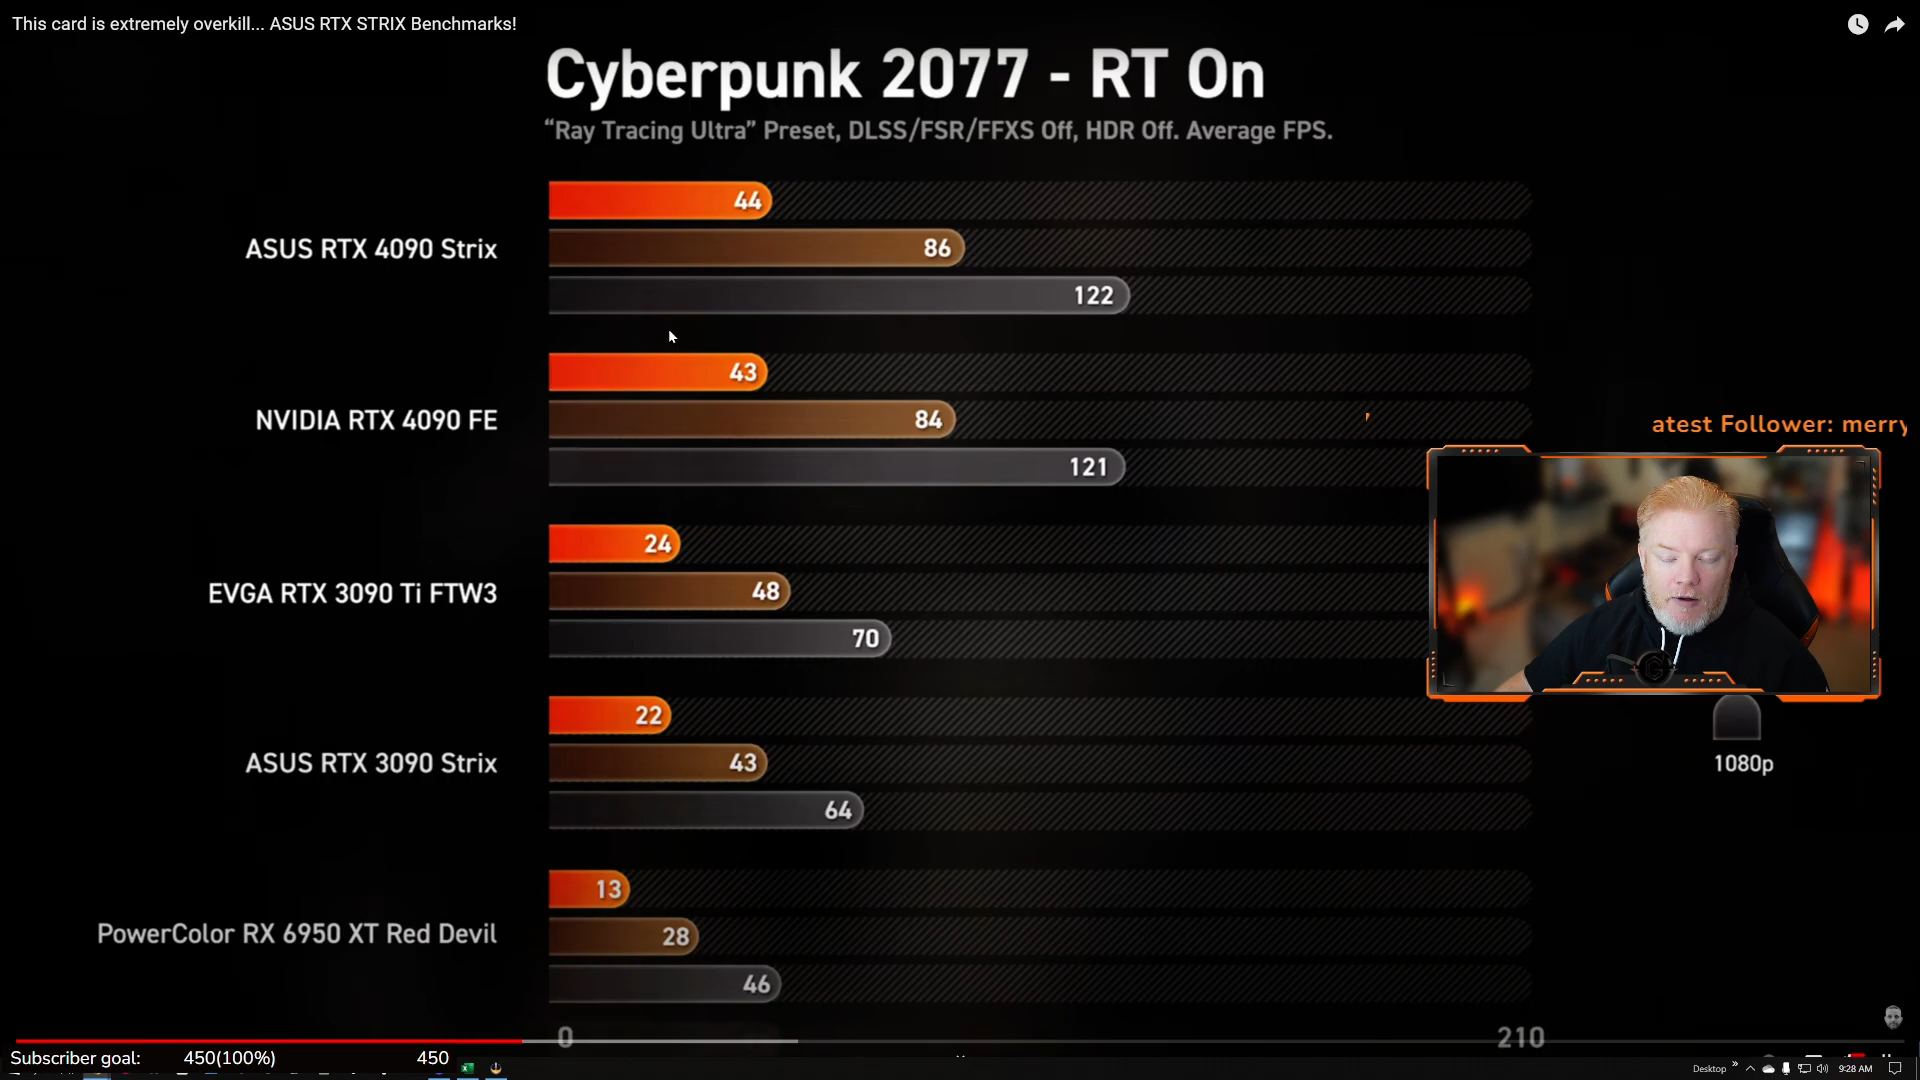 This card is extremely overkill... ASUS RTX STRIX Benchmarks!
Cyberpunk 2077 - RT On
“Ray Tracing Ultra” Preset, DLSS/FSR/FFXS Off, HDR Off. Average FPS.
ASUS RTX 4090 Strix
44
86
122
NVIDIA RTX 4090 FE
43
84
121
EVGA RTX 3090 Ti FTW3
24
48
70
ASUS RTX 3090 Strix
22
43
64
PowerColor RX 6950 XT Red Devil
13
28
46
0
210
atest Follower: merry
1080p
Subscriber goal: 450(100%) 450
Desktop
9:28 AM